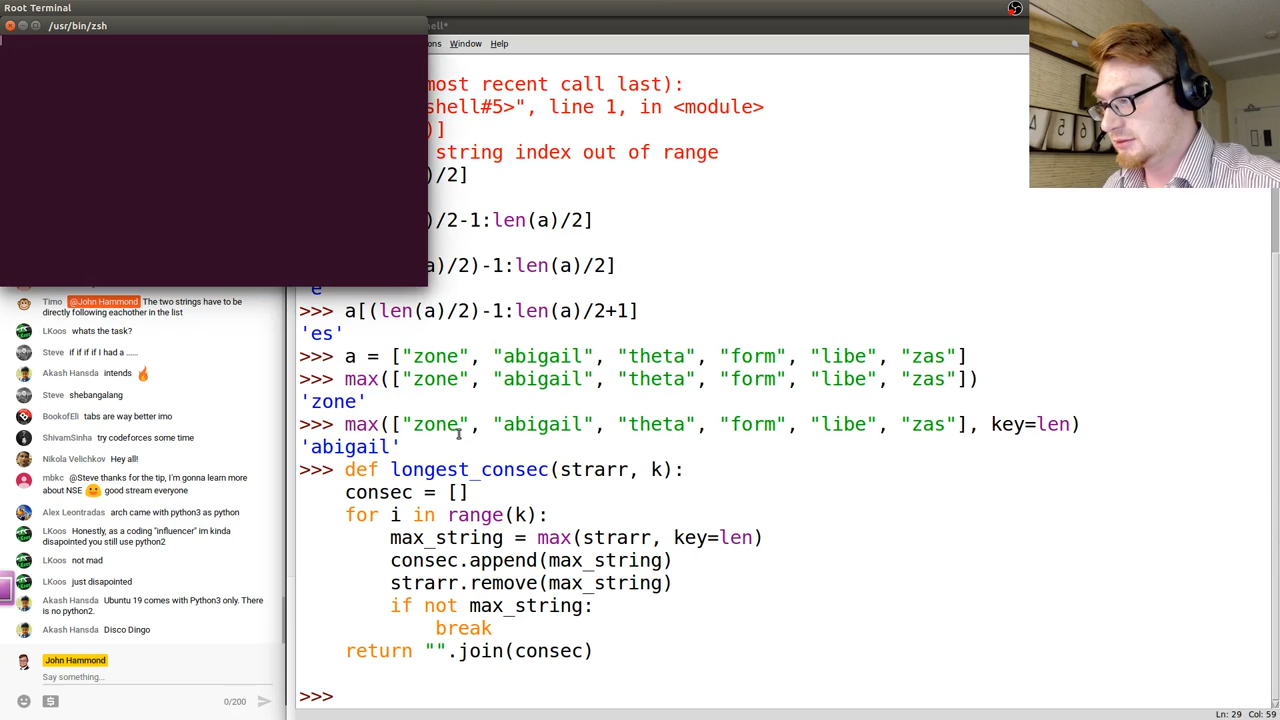 Root Terminal
/usr/bin/zsh
ell*
ons Window Help
most recent call last):
shell#5>", line 1, in <module>
)]
string index out of range
)/2]
)/2-1:len(a)/2]
a)/2)-1:len(a)/2]
'e'
>>> a[(len(a)/2)-1:len(a)/2+1]
'es'
>>> a = ["zone", "abigail", "theta", "form", "libe", "zas"]
>>> max(["zone", "abigail", "theta", "form", "libe", "zas"])
'zone'
>>> max(["zone", "abigail", "theta", "form", "libe", "zas"], key=len)
'abigail'
>>> def longest_consec(strarr, k):
consec = []
for i in range(k):
max_string = max(strarr, key=len)
consec.append(max_string)
strarr.remove(max_string)
if not max_string:
break
return "".join(consec)
>>>
Ln: 29 Col: 59
Timo @John Hammond The two strings have to be
directly following eachother in the list
LKoos whats the task?
Steve if if if if I had a .....
Akash Hansda intends 🔥
Steve shebangalang
BookofEli tabs are way better imo
ShivamSinha try codeforces some time
Nikola Velichkov Hey all!
mbkc @Steve thanks for the tip, I'm gonna learn more
about NSE 😛 good stream everyone
Alex Leontradas arch came with python3 as python
LKoos Honestly, as a coding "influencer" im kinda
disapointed you still use python2
LKoos not mad
LKoos just disapointed
Akash Hansda Ubuntu 19 comes with Python3 only. There
is no python2.
Akash Hansda Disco Dingo
John Hammond
Say something...
0/200
4 5 6